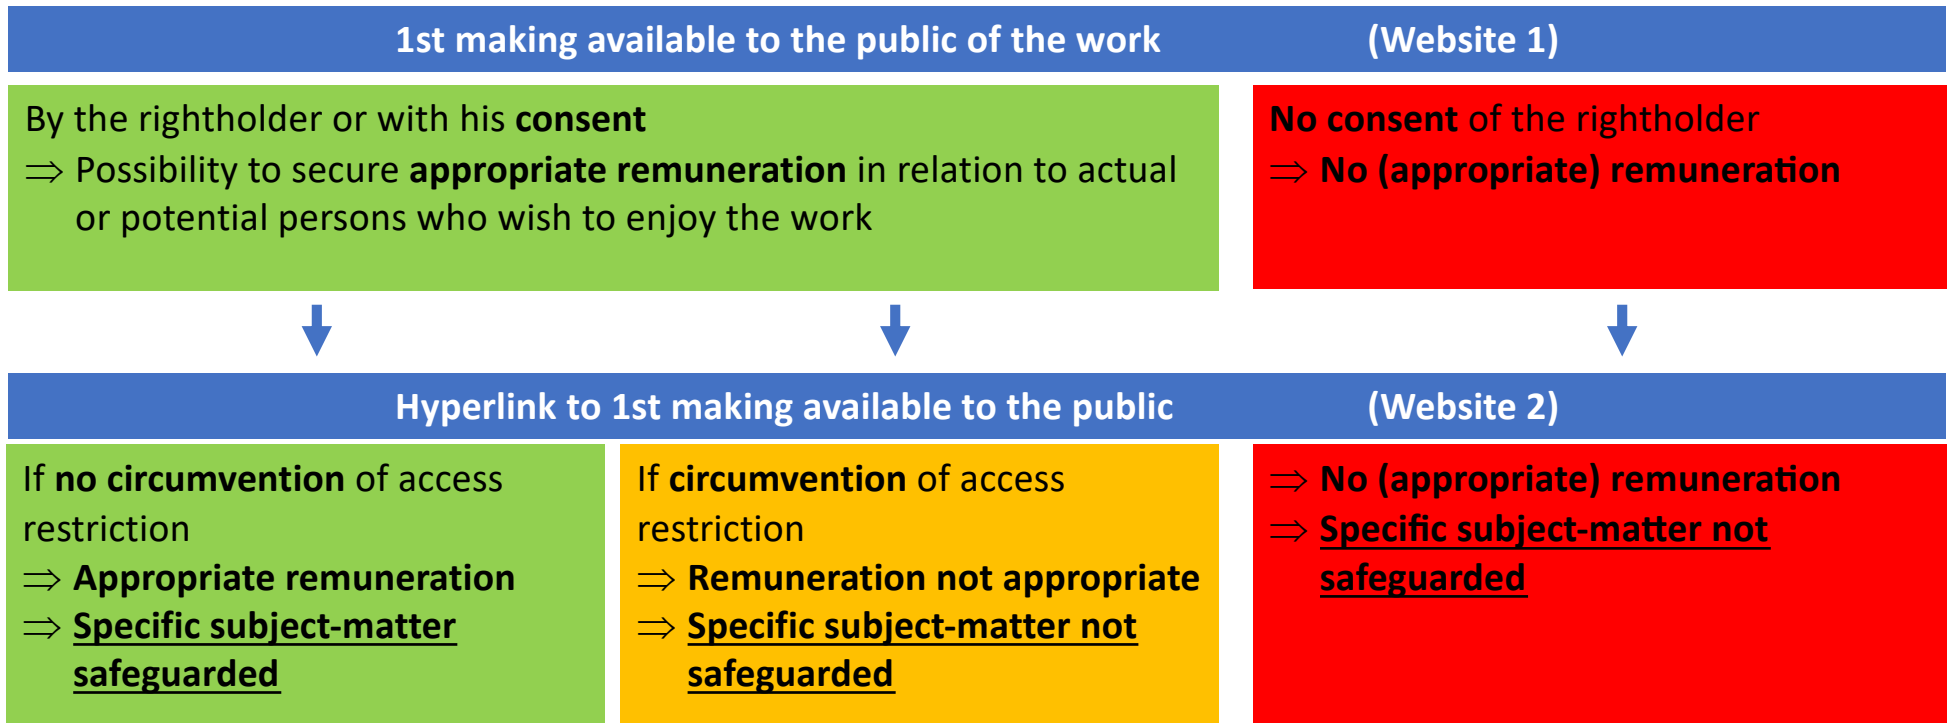 1st making available to the public of the work (Website 1)
By the rightholder or with his consent
⇒ Possibility to secure appropriate remuneration in relation to actual
or potential persons who wish to enjoy the work
No consent of the rightholder
⇒ No (appropriate) remuneration
Hyperlink to 1st making available to the public (Website 2)
If no circumvention of access
restriction
⇒ Appropriate remuneration
⇒ Specific subject-matter
safeguarded
If circumvention of access
restriction
⇒ Remuneration not appropriate
⇒ Specific subject-matter not
safeguarded
⇒ No (appropriate) remuneration
⇒ Specific subject-matter not
safeguarded